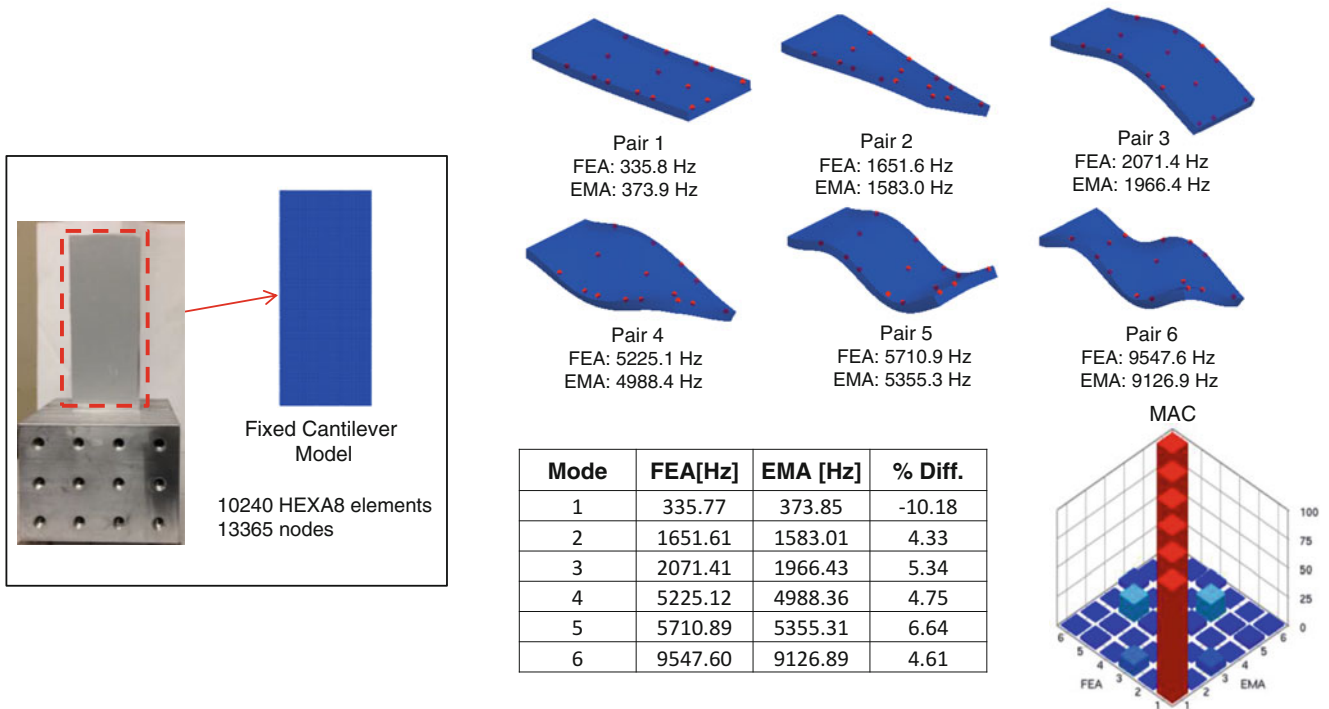 Fixed Cantilever
Model
10240 HEXA8 elements
13365 nodes
Pair 1
FEA: 335.8 Hz
EMA: 373.9 Hz
Pair 2
FEA: 1651.6 Hz
EMA: 1583.0 Hz
Pair 3
FEA: 2071.4 Hz
EMA: 1966.4 Hz
Pair 4
FEA: 5225.1 Hz
EMA: 4988.4 Hz
Pair 5
FEA: 5710.9 Hz
EMA: 5355.3 Hz
Pair 6
FEA: 9547.6 Hz
EMA: 9126.9 Hz
Mode FEA[Hz] EMA [Hz] % Diff.
1 335.77 373.85 -10.18
2 1651.61 1583.01 4.33
3 2071.41 1966.43 5.34
4 5225.12 4988.36 4.75
5 5710.89 5355.31 6.64
6 9547.60 9126.89 4.61
MAC
100
75
50
25
0
6 5 4 3 2 1
FEA
1 2 3 4 5 6
EMA